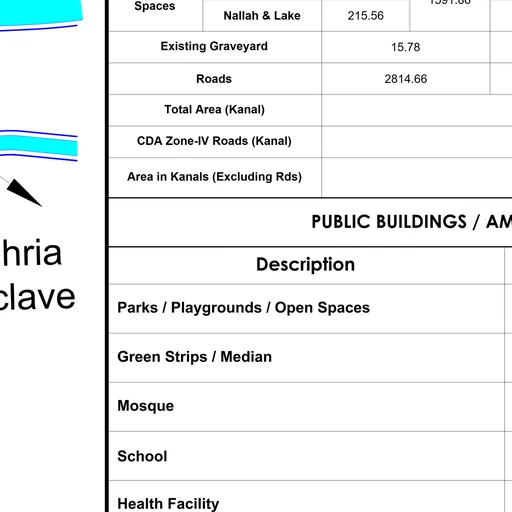 Spaces
Nallah & Lake 215.56
Existing Graveyard 15.78
Roads 2814.66
Total Area (Kanal)
CDA Zone-IV Roads (Kanal)
Area in Kanals (Excluding Rds)
PUBLIC BUILDINGS / AM
Description
Parks / Playgrounds / Open Spaces
Green Strips / Median
Mosque
School
Health Facility
hria
clave